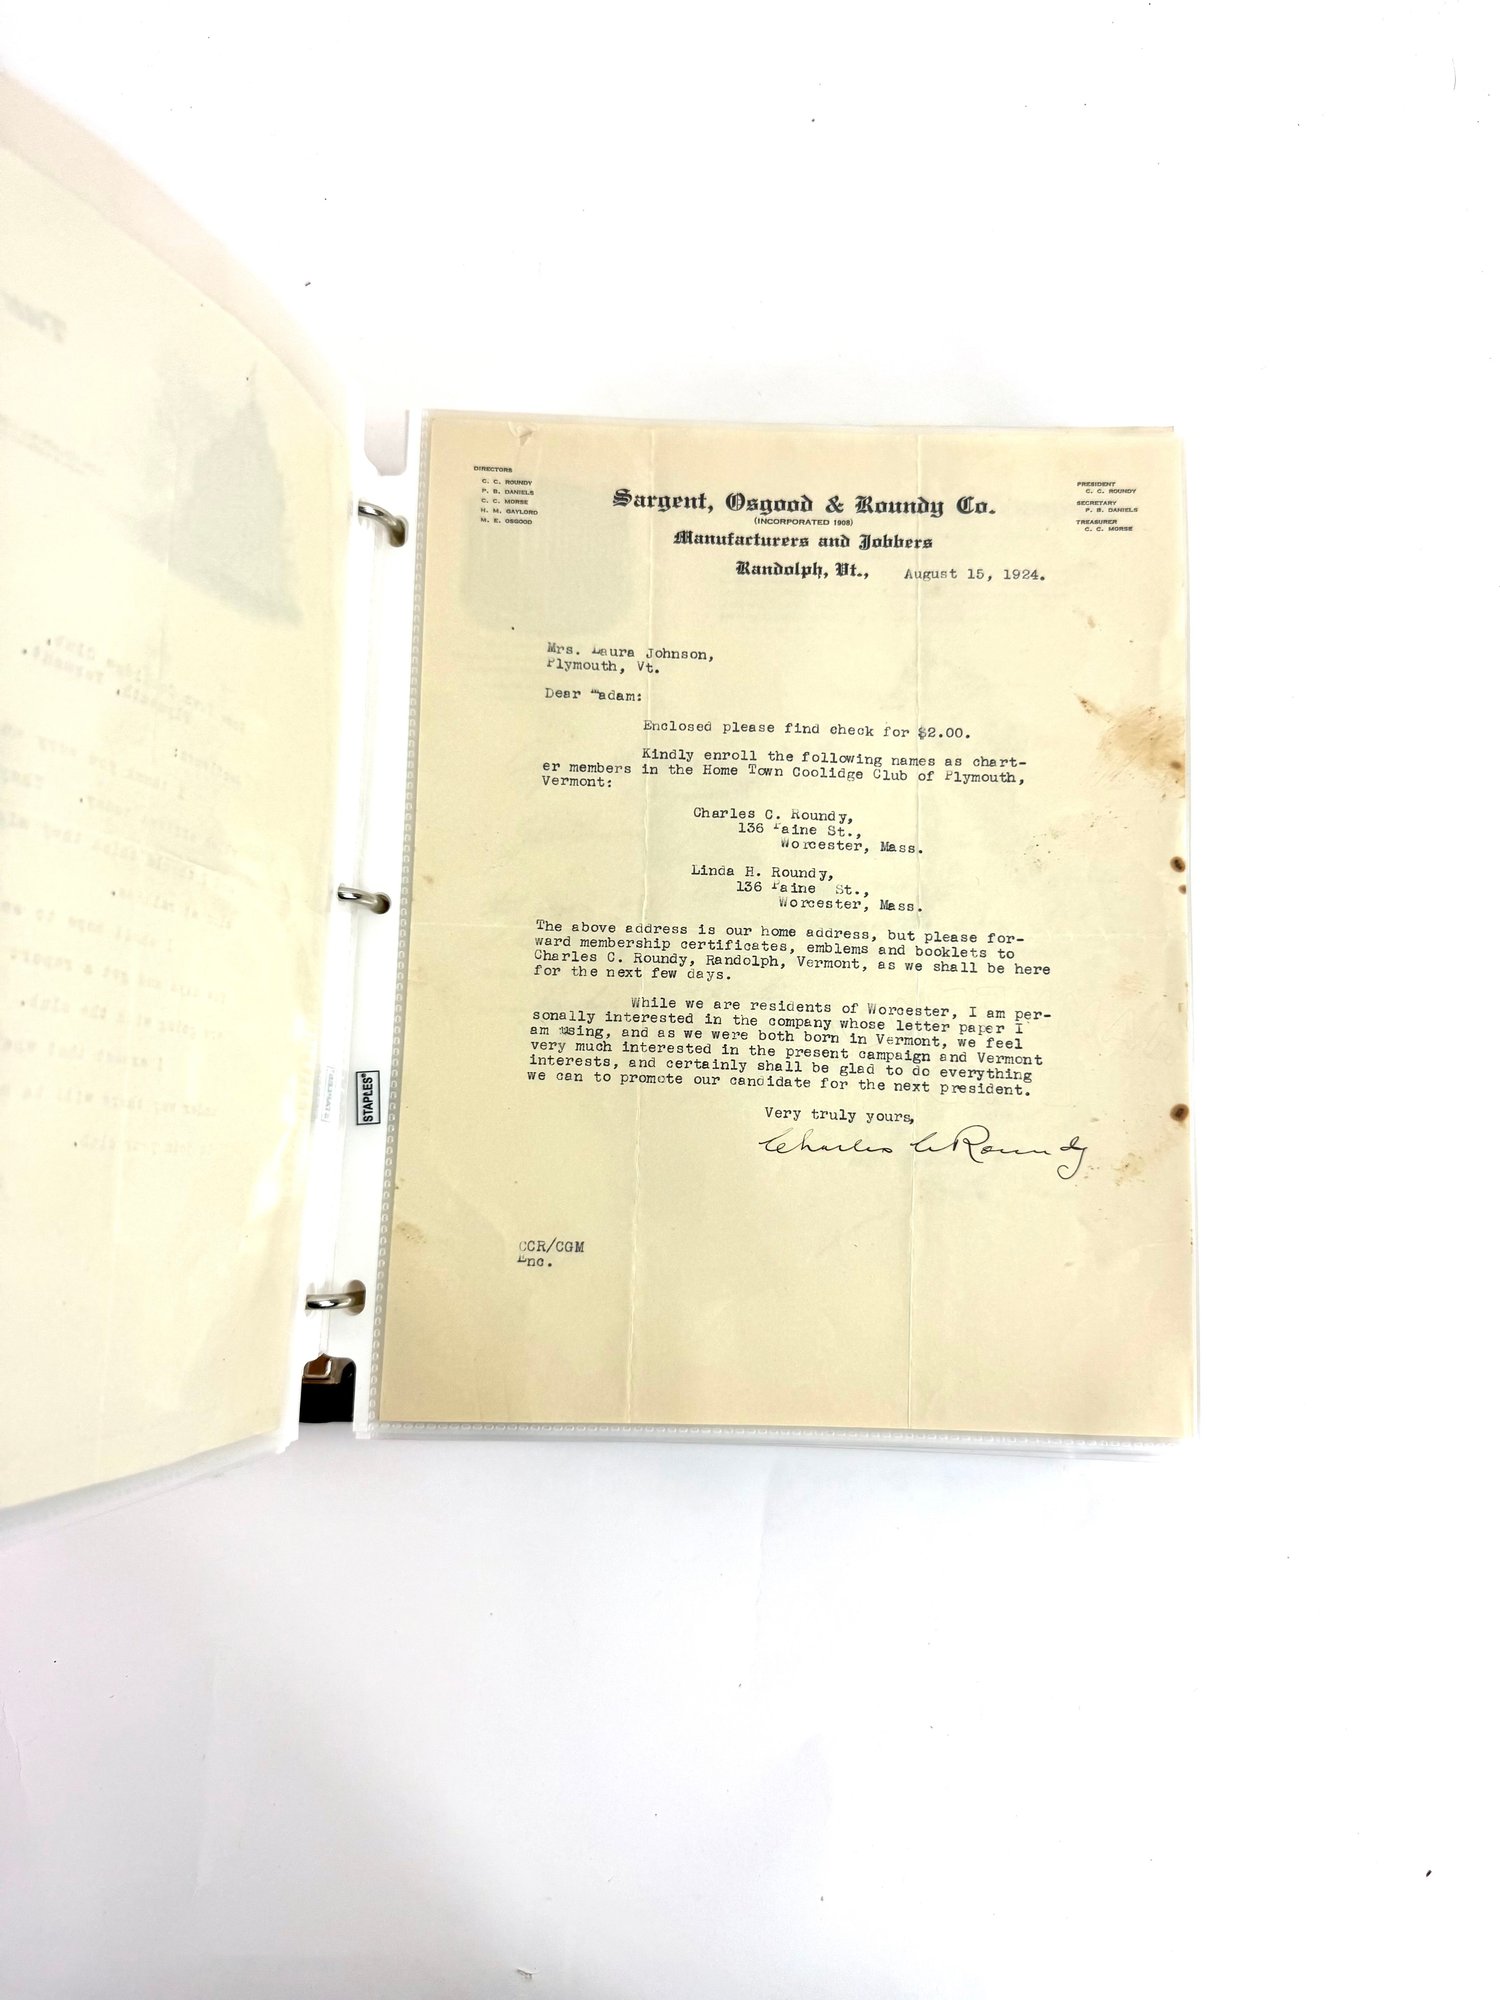 DIRECTORS
C. C. ROUNDY
P. B. DANIELS
C. C. MORSE
H. M. GAYLORD
M. E. OSGOOD
Sargent, Osgood & Roundy Co.
(INCORPORATED 1908)
Manufacturers and Jobbers
Randolph, Vt., August 15, 1924.
PRESIDENT
C. C. ROUNDY
SECRETARY
P. B. DANIELS
TREASURER
C. C. MORSE
Mrs. Laura Johnson,
Plymouth, Vt.
Dear Madam:
Enclosed please find check for $2.00.
Kindly enroll the following names as chart-
er members in the Home Town Coolidge Club of Plymouth,
Vermont:
Charles C. Roundy,
136 Paine St.,
Worcester, Mass.
Linda H. Roundy,
136 Paine St.,
Worcester, Mass.
The above address is our home address, but please for-
ward membership certificates, emblems and booklets to
Charles C. Roundy, Randolph, Vermont, as we shall be here
for the next few days.
While we are residents of Worcester, I am per-
sonally interested in the company whose letter paper I
am using, and as we were both born in Vermont, we feel
very much interested in the present campaign and Vermont
interests, and certainly shall be glad to do everything
we can to promote our candidate for the next president.
Very truly yours,
Charles C Roundy
CCR/CGM
Enc.
STAPLES